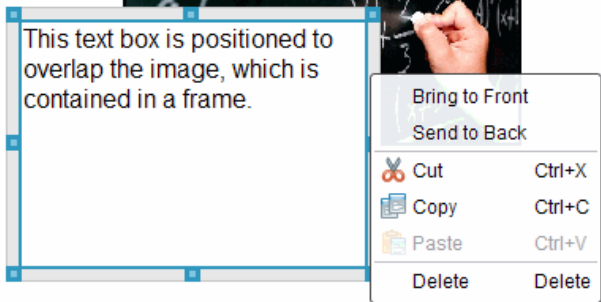 This text box is positioned to
overlap the image, which is
contained in a frame.
Bring to Front
Send to Back
Cut Ctrl+X
Copy Ctrl+C
Paste Ctrl+V
Delete Delete